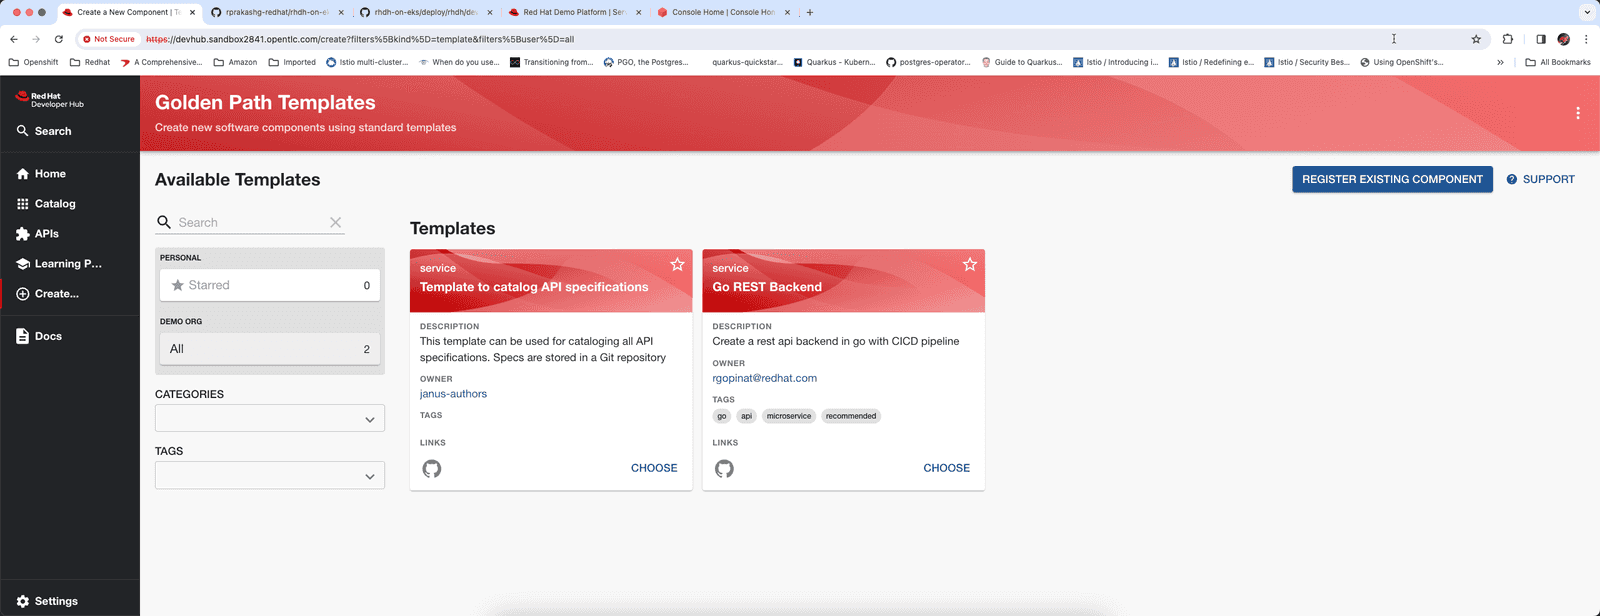 Create a New Component | Te
rprakashg-redhat/rhdh-on-ek
rhdh-on-eks/deploy/rhdh/dev
Red Hat Demo Platform | Serv
Console Home | Console Hom
Not Secure
https://devhub.sandbox2841.opentlc.com/create?filters%5Bkind%5D=template&filters%5Buser%5D=all
Openshift
Redhat
A Comprehensive...
Amazon
Imported
Istio multi-cluster...
When do you use...
Transitioning from...
PGO, the Postgres...
quarkus-quickstar...
Quarkus - Kubern...
postgres-operator...
Guide to Quarkus...
Istio / Introducing i...
Istio / Redefining e...
Istio / Security Bes...
Using OpenShift's...
»
All Bookmarks
Red Hat
Developer Hub
Search
Home
Catalog
APIs
Learning P...
Create...
Docs
Settings
Golden Path Templates
Create new software components using standard templates
Available Templates
REGISTER EXISTING COMPONENT
SUPPORT
Search
PERSONAL
Starred 0
DEMO ORG
All 2
CATEGORIES
TAGS
Templates
service
Template to catalog API specifications
DESCRIPTION
This template can be used for cataloging all API
specifications. Specs are stored in a Git repository
OWNER
janus-authors
TAGS
LINKS
CHOOSE
service
Go REST Backend
DESCRIPTION
Create a rest api backend in go with CICD pipeline
OWNER
rgopinat@redhat.com
TAGS
go api microservice recommended
LINKS
CHOOSE